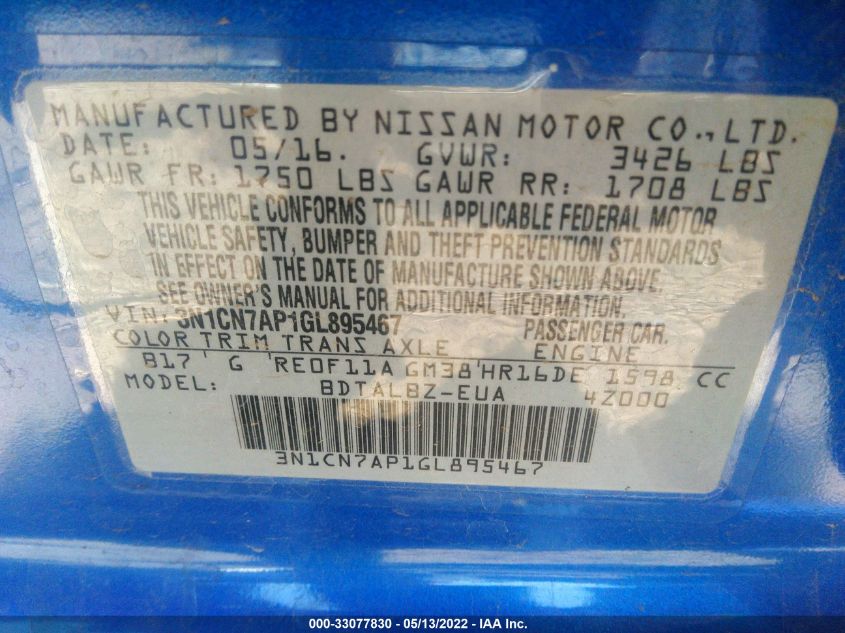 MANUFACTURED BY NISSAN MOTOR CO., LTD.
DATE: 05/16. GVWR: 3426 LBS
GAWR FR: 1750 LBS GAWR RR: 1708 LBS
THIS VEHICLE CONFORMS TO ALL APPLICABLE FEDERAL MOTOR
VEHICLE SAFETY, BUMPER AND THEFT PREVENTION STANDARDS
IN EFFECT ON THE DATE OF MANUFACTURE SHOWN ABOVE.
SEE OWNER'S MANUAL FOR ADDITIONAL INFORMATION.
VIN: 3N1CN7AP1GL895467 PASSENGER CAR.
COLOR TRIM TRANS AXLE ENGINE
B17 ' G 'RE0F11A GM38'HR16DE 1598 CC
MODEL: BDTALBZ-EUA 4Z000
3N1CN7AP1GL895467
000-33077830 - 05/13/2022 - IAA Inc.